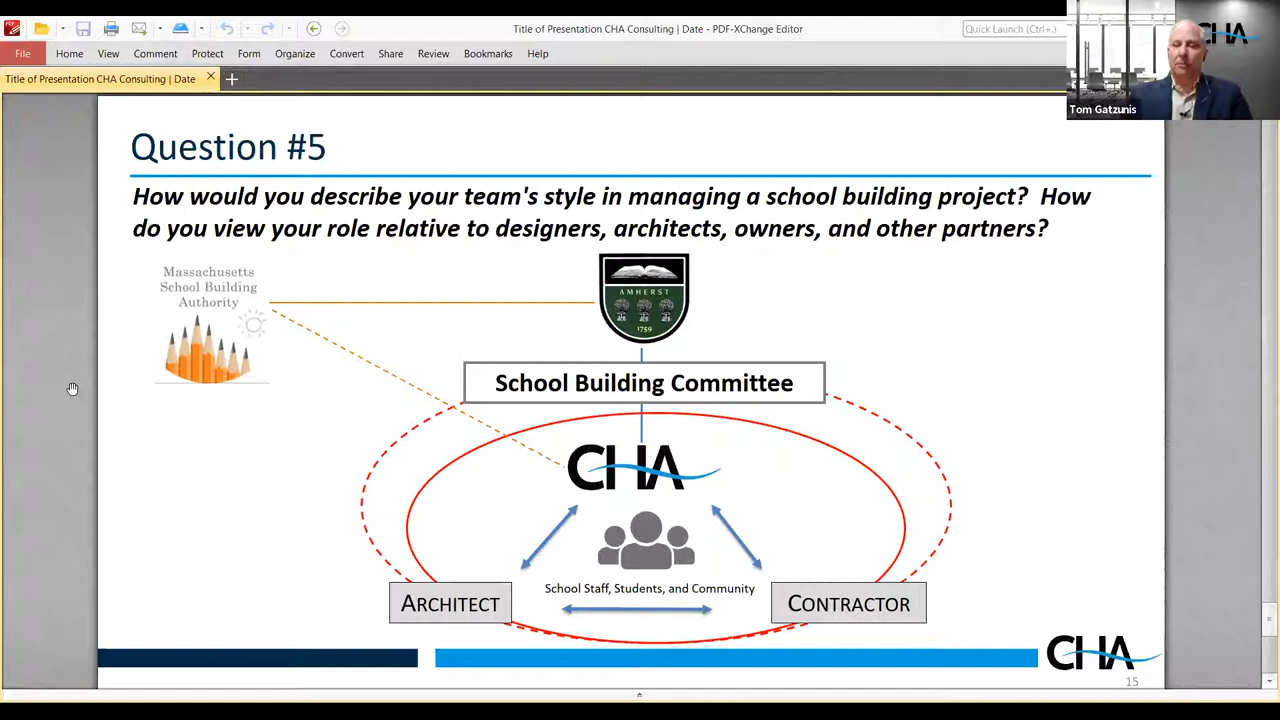 Title of Presentation CHA Consulting | Date - PDF-XChange Editor
Quick Launch (Ctrl+.)
File Home View Comment Protect Form Organize Convert Share Review Bookmarks Help
Title of Presentation CHA Consulting | Date
CHA
Tom Gatzunis
Question #5
How would you describe your team's style in managing a school building project? How
do you view your role relative to designers, architects, owners, and other partners?
Massachusetts
School Building
Authority
AMHERST
1759
School Building Committee
CHA
School Staff, Students, and Community
ARCHITECT
CONTRACTOR
CHA
15